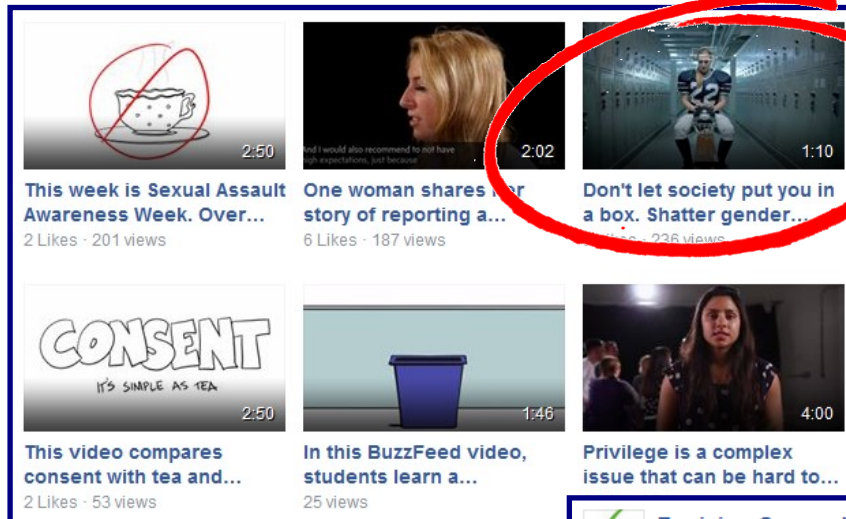 2:50
And I would also recommend to not have
high expectations, just because
2:02
22
1:10
This week is Sexual Assault
Awareness Week. Over...
2 Likes · 201 views
One woman shares her
story of reporting a...
6 Likes · 187 views
Don't let society put you in
a box. Shatter gender...
Likes · 236 views
CONSENT
IT'S SIMPLE AS TEA
2:50
1:46
4:00
This video compares
consent with tea and...
2 Likes · 53 views
In this BuzzFeed video,
students learn a...
25 views
Privilege is a complex
issue that can be hard to...